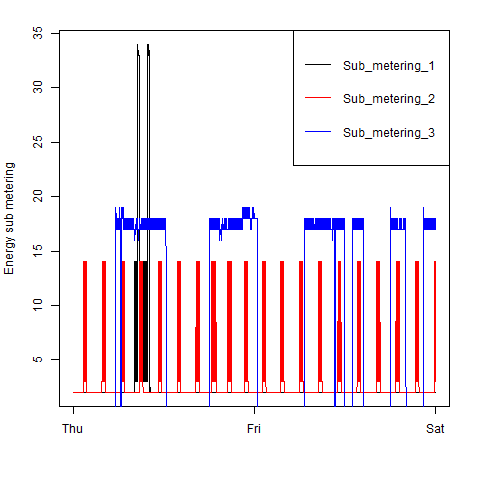 35
30
25
20
15
10
5
Energy sub metering
Sub_metering_1
Sub_metering_2
Sub_metering_3
Thu
Fri
Sat